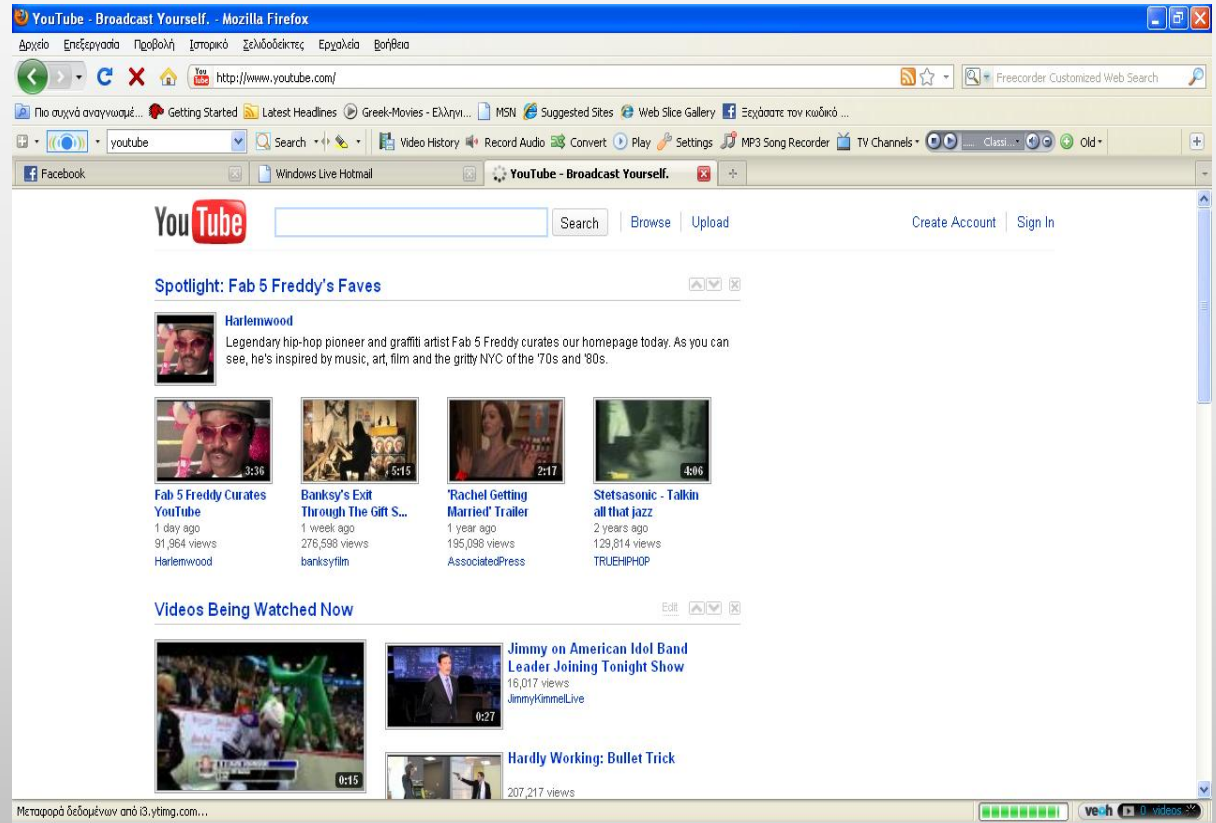 YouTube - Broadcast Yourself. - Mozilla Firefox
Αρχείο Επεξεργασία Προβολή Ιστορικό Σελιδοδείκτες Εργαλεία Βοήθεια
You Tube http://www.youtube.com/ Freecorder Customized Web Search
Πιο συχνά αναγνωσμέ... Getting Started Latest Headlines Greek-Movies - Ελληνι... MSN Suggested Sites Web Slice Gallery Ξεχάσατε τον κωδικό ...
youtube Search Video History Record Audio Convert Play Settings MP3 Song Recorder TV Channels ..... Classi... Old
Facebook Windows Live Hotmail YouTube - Broadcast Yourself.
You Tube Search Browse Upload Create Account Sign In
Spotlight: Fab 5 Freddy's Faves
Harlemwood
Legendary hip-hop pioneer and graffiti artist Fab 5 Freddy curates our homepage today. As you can
see, he's inspired by music, art, film and the gritty NYC of the '70s and '80s.
3:36 5:15 2:17 4:06
Fab 5 Freddy Curates
YouTube
1 day ago
91,964 views
Harlemwood
Banksy's Exit
Through The Gift S...
1 week ago
276,598 views
banksyfilm
'Rachel Getting
Married' Trailer
1 year ago
195,098 views
AssociatedPress
Stetsasonic - Talkin
all that jazz
2 years ago
129,814 views
TRUEHIPHOP
Videos Being Watched Now Edit
0:15
Jimmy on American Idol Band
Leader Joining Tonight Show
16,017 views
JimmyKimmelLive
0:27
Hardly Working: Bullet Trick
207,217 views
Μεταφορά δεδομένων από i3.ytimg.com... veoh 0 videos